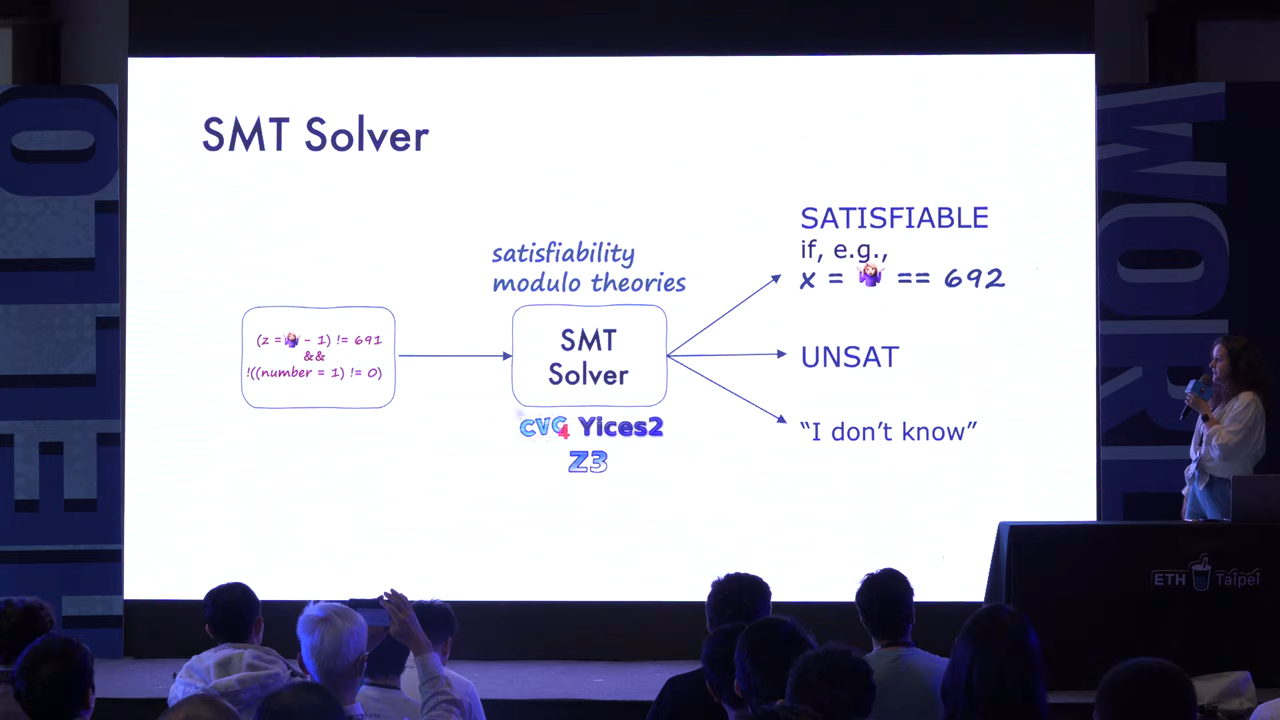 SMT Solver
satisfiability
modulo theories
(z =🤷🏻‍♀️ - 1) != 691
&&
!((number = 1) != 0)
SMT
Solver
CVC4 Yices2
Z3
SATISFIABLE
if, e.g.,
x = 🤷🏻‍♀️ == 692
UNSAT
“I don’t know”
ETH Taipei